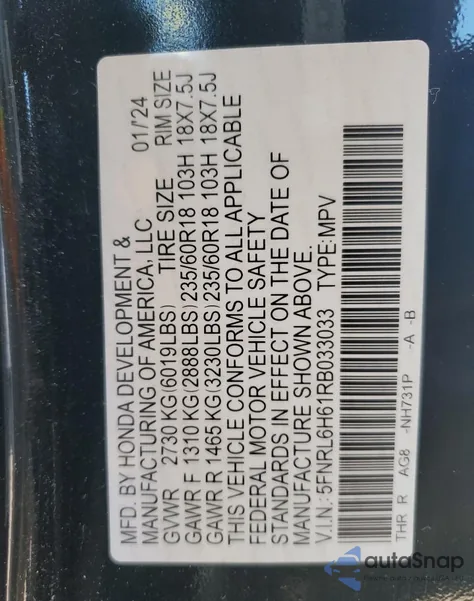 MFD. BY HONDA DEVELOPMENT &
MANUFACTURING OF AMERICA, LLC 01/'24
GVWR 2730 KG(6019LBS) TIRE SIZE RIM SIZE
GAWR F 1310 KG(2888LBS)235/60R18 103H 18X7.5J
GAWR R 1465 KG(3230LBS)235/60R18 103H 18X7.5J
THIS VEHICLE CONFORMS TO ALL APPLICABLE
FEDERAL MOTOR VEHICLE SAFETY
STANDARDS IN EFFECT ON THE DATE OF
MANUFACTURE SHOWN ABOVE.
V.I.N.:5FNRL6H61RB033033 TYPE:MPV
THR R AG8 -NH731P -A -B
autaSnap